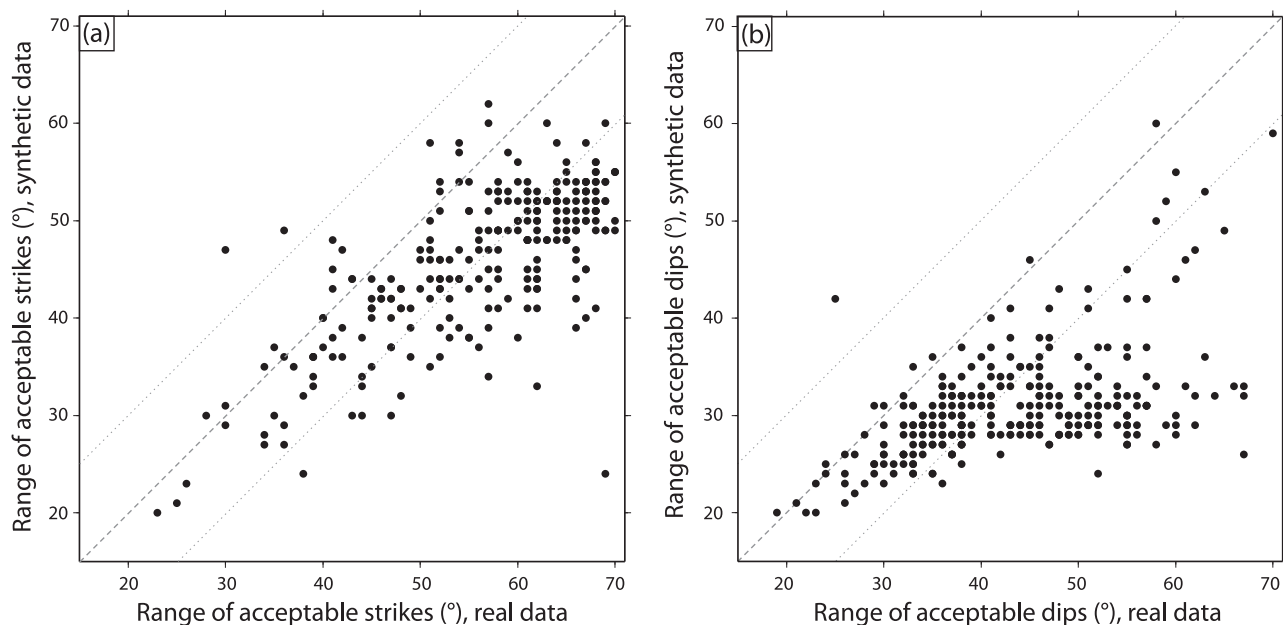 (a)
70
60
50
40
30
20
Range of acceptable strikes (°), synthetic data
20 30 40 50 60 70
Range of acceptable strikes (°), real data
(b)
70
60
50
40
30
20
Range of acceptable dips (°), synthetic data
20 30 40 50 60 70
Range of acceptable dips (°), real data